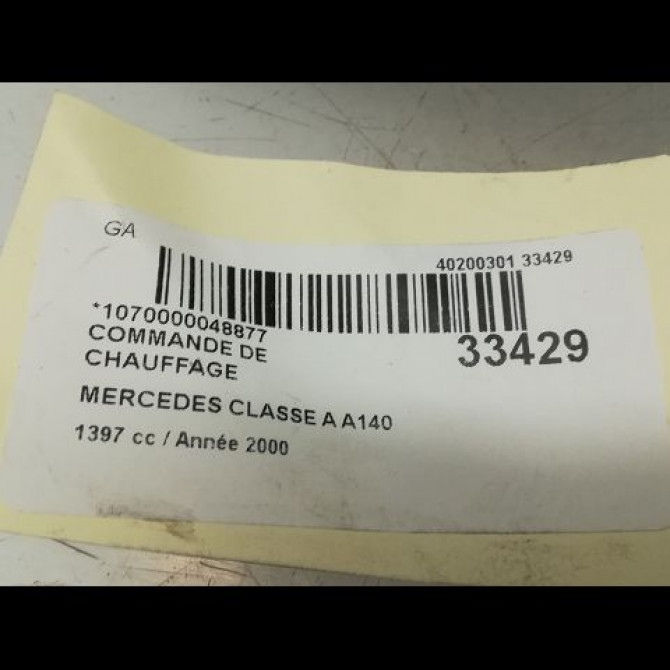 GA
40200301 33429
*1070000048877
33429
COMMANDE DE
CHAUFFAGE
MERCEDES CLASSE A A140
1397 cc / Année 2000